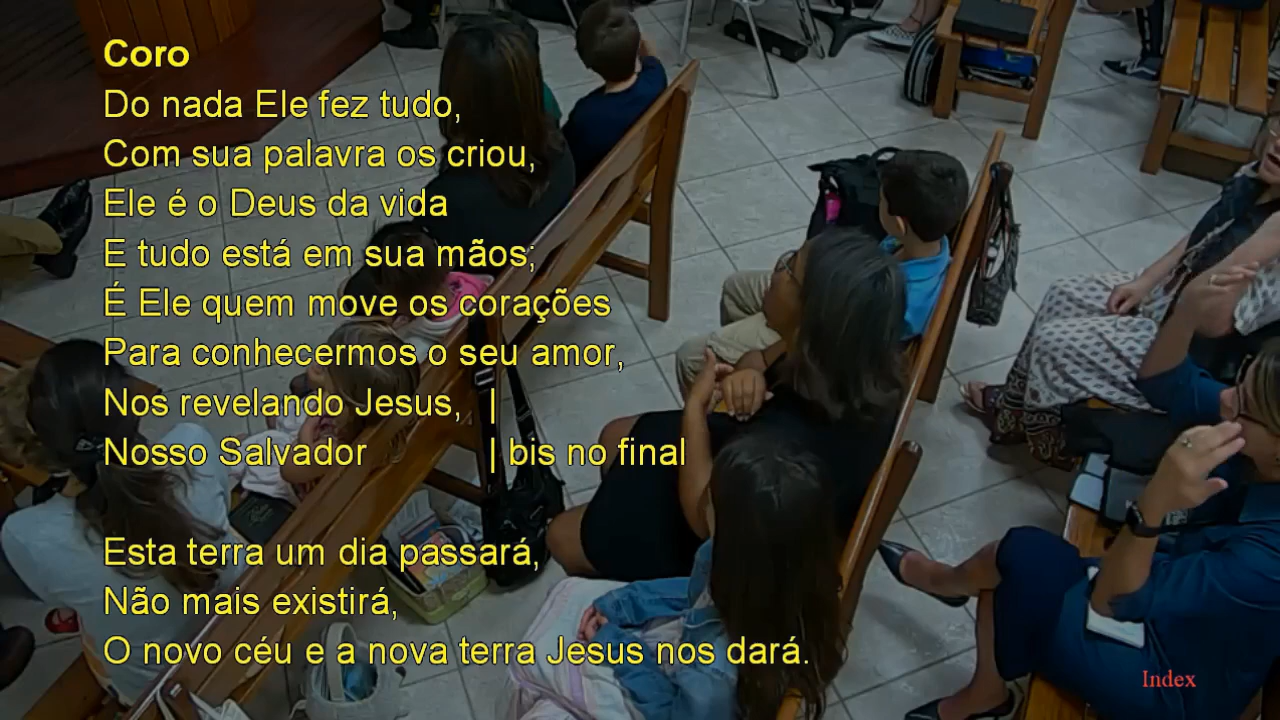 Coro
Do nada Ele fez tudo,
Com sua palavra os criou,
Ele é o Deus da vida
E tudo está em sua mãos;
É Ele quem move os corações
Para conhecermos o seu amor,
Nos revelando Jesus, |
Nosso Salvador | bis no final
Esta terra um dia passará,
Não mais existirá,
O novo céu e a nova terra Jesus nos dará.
Index